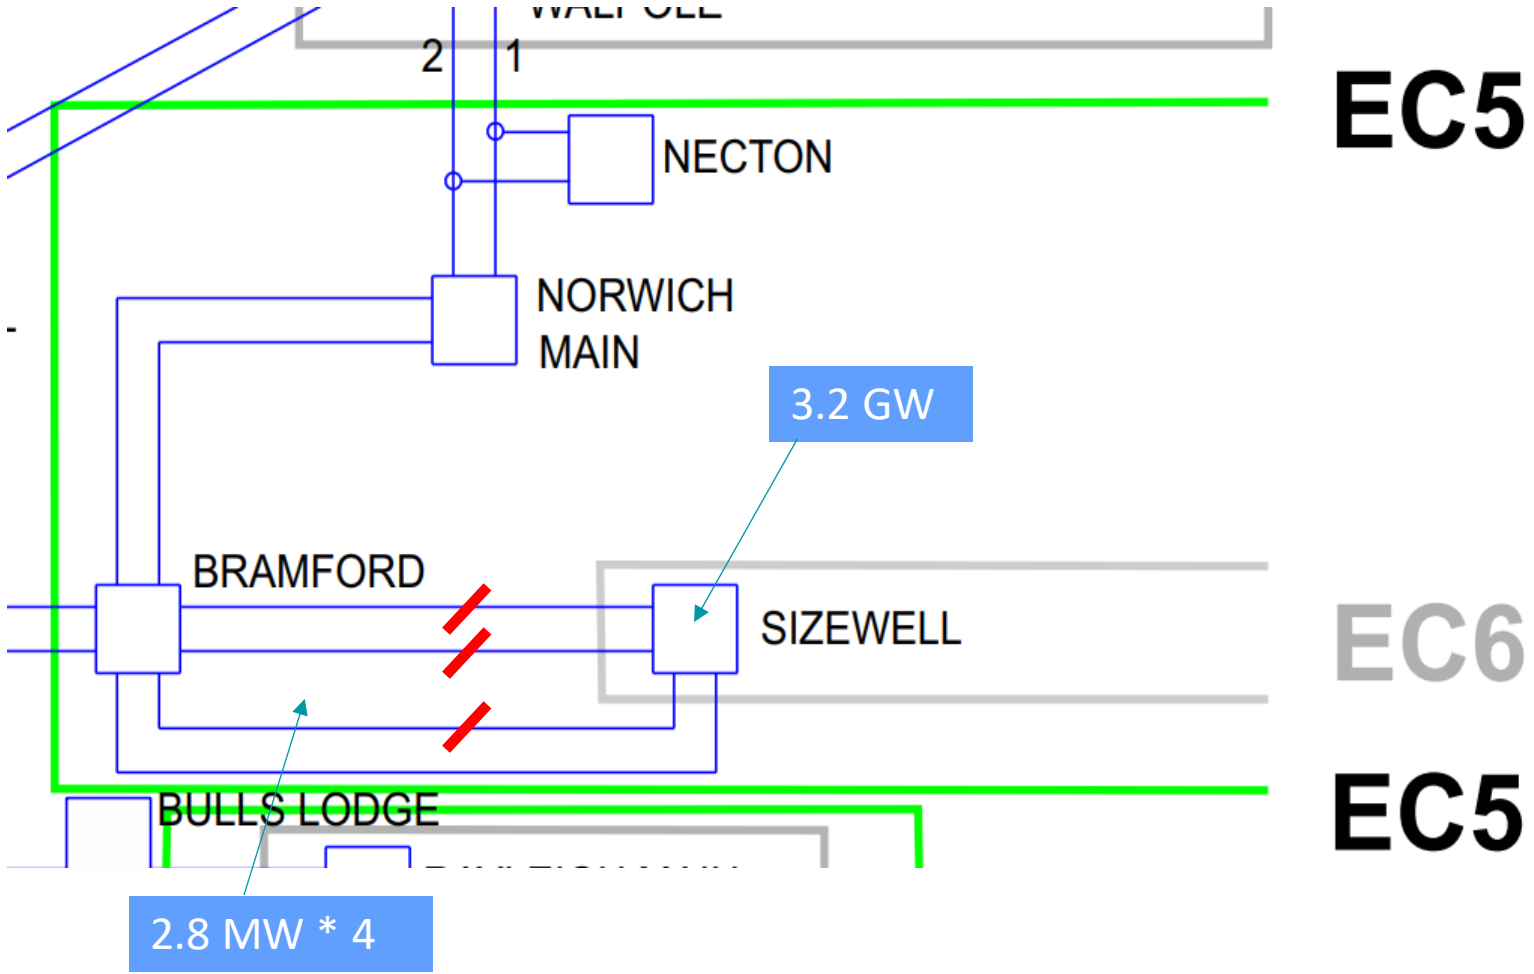 WALPOLE
2
1
EC5
NECTON
NORWICH
MAIN
3.2 GW
BRAMFORD
SIZEWELL
EC6
EC5
BULLS LODGE
2.8 MW * 4